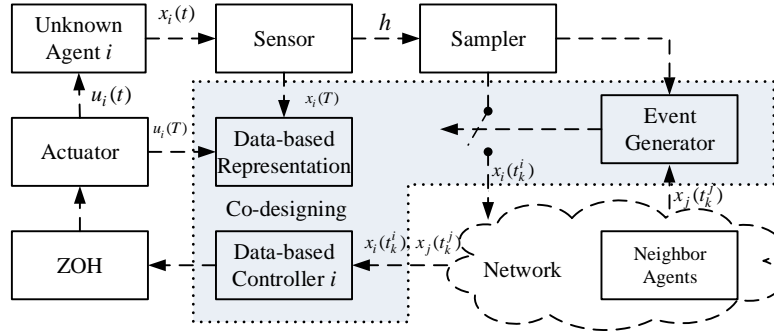 Unknown
Agent i
x_i(t)
Sensor
h
Sampler
u_i(t)
x_i(T)
Event
Generator
Actuator
u_i(T)
Data-based
Representation
x_i(t_k^i)
x_j(t_k^j)
Co-designing
ZOH
Data-based
Controller i
x_i(t_k^i)
x_j(t_k^j)
Network
Neighbor
Agents